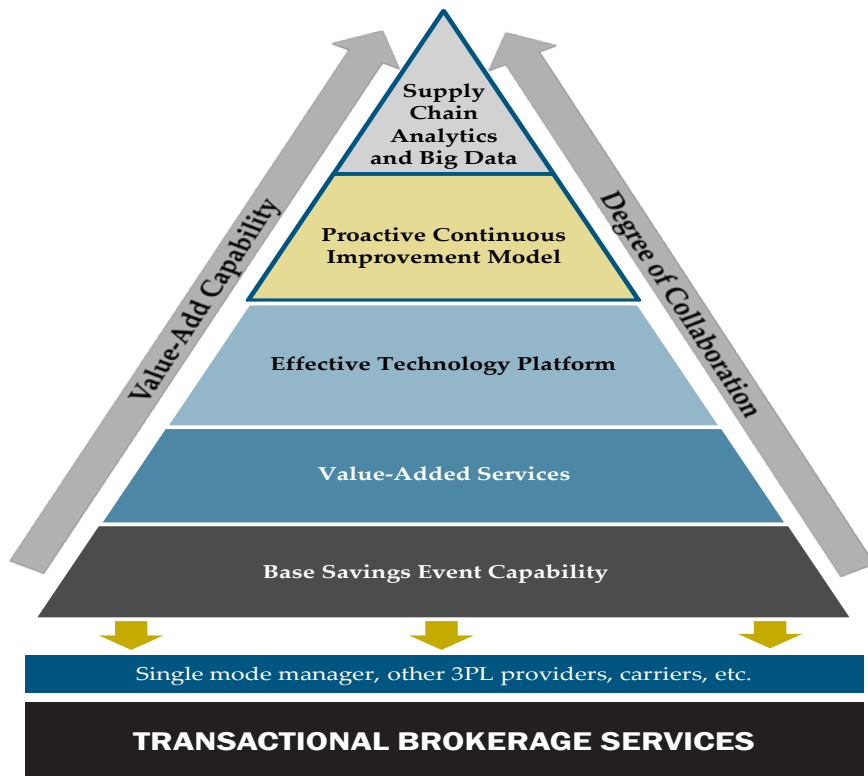 Supply
Chain
Analytics
and Big Data
Value-Add Capability
Degree of Collaboration
Proactive Continuous
Improvement Model
Effective Technology Platform
Value-Added Services
Base Savings Event Capability
Single mode manager, other 3PL providers, carriers, etc.
TRANSACTIONAL BROKERAGE SERVICES